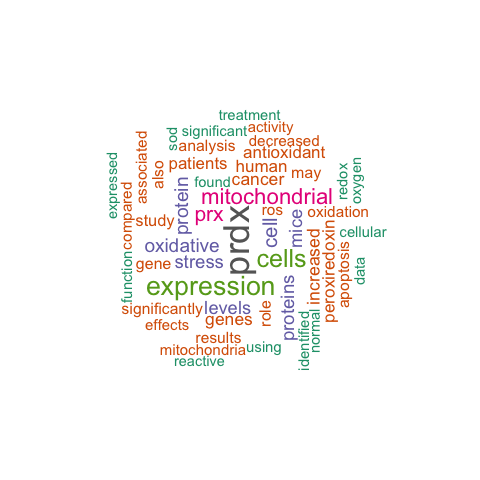 treatment
sod significant activity
analysis decreased
patients human antioxidant
expressed associated also found cancer may redox oxygen
mitochondrial
protein prx ros oxidation
compared study cell mice
oxidative prdx cellular
gene stress cells
function expression increased peroxiredoxin apoptosis data
significantly levels
effects genes role proteins
results identified normal
mitochondria using
reactive